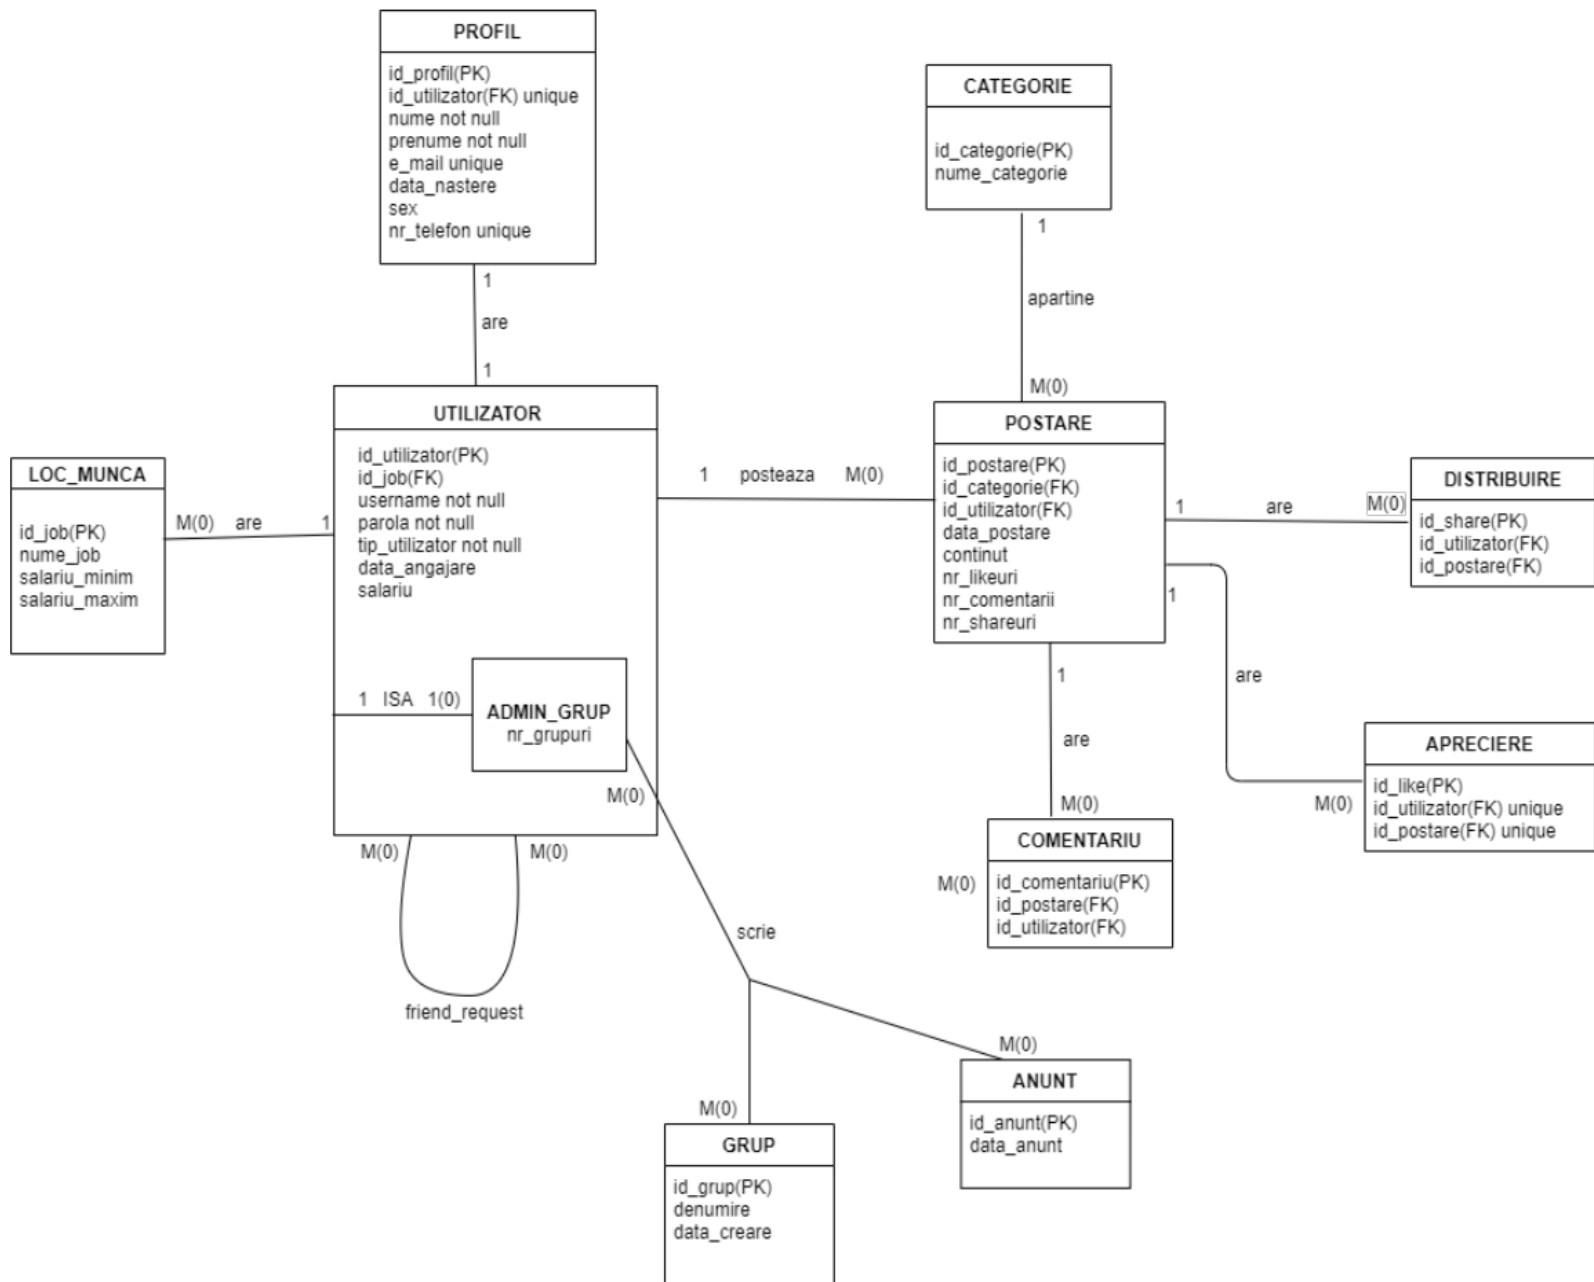 PROFIL
id_profil(PK)
id_utilizator(FK) unique
nume not null
prenume not null
e_mail unique
data_nastere
sex
nr_telefon unique
1
are
1
CATEGORIE
id_categorie(PK)
nume_categorie
1
apartine
M(0)
LOC_MUNCA
id_job(PK)
nume_job
salariu_minim
salariu_maxim
M(0) are 1
UTILIZATOR
id_utilizator(PK)
id_job(FK)
username not null
parola not null
tip_utilizator not null
data_angajare
salariu
1 ISA 1(0)
ADMIN_GRUP
nr_grupuri
M(0)
M(0)
M(0)
friend_request
1 posteaza M(0)
POSTARE
id_postare(PK)
id_categorie(FK)
id_utilizator(FK)
data_postare
continut
nr_likeuri
nr_comentarii
nr_shareuri
1 are M(0)
DISTRIBUIRE
id_share(PK)
id_utilizator(FK)
id_postare(FK)
1
are
M(0)
APRECIERE
id_like(PK)
id_utilizator(FK) unique
id_postare(FK) unique
1
are
M(0)
M(0)
COMENTARIU
id_comentariu(PK)
id_postare(FK)
id_utilizator(FK)
scrie
M(0)
ANUNT
id_anunt(PK)
data_anunt
M(0)
GRUP
id_grup(PK)
denumire
data_creare